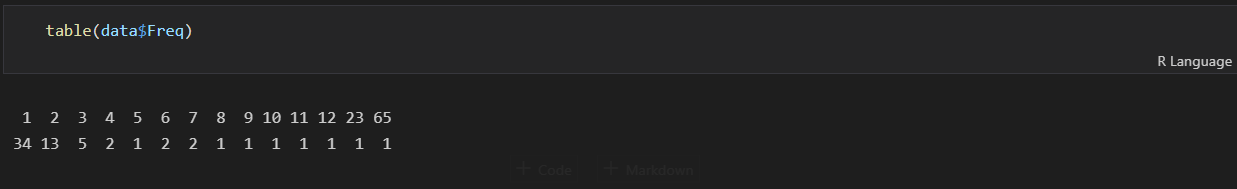 table(data$Freq)
R Language
1 2 3 4 5 6 7 8 9 10 11 12 23 65
34 13 5 2 1 2 2 1 1 1 1 1 1 1
+ Code + Markdown